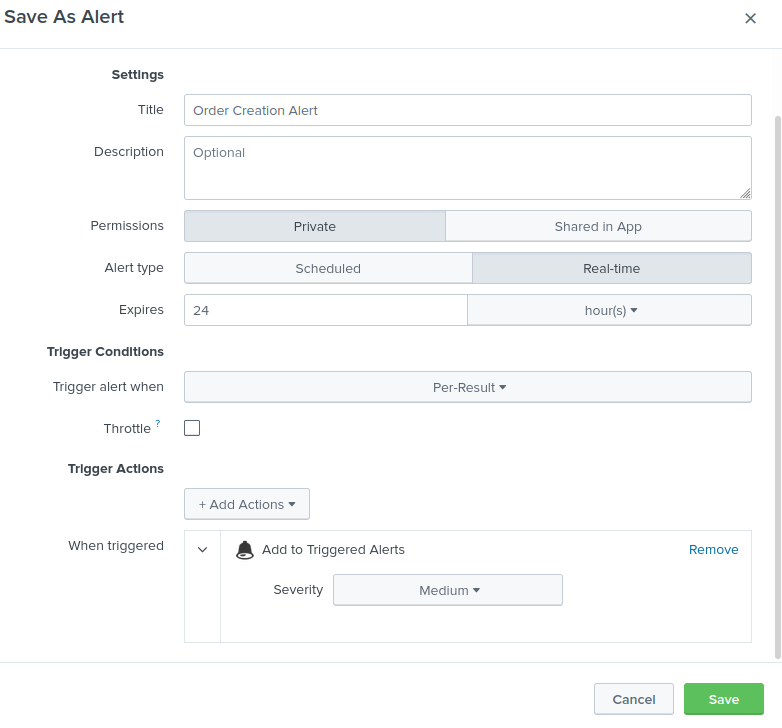 Save As Alert
Settings
Title Order Creation Alert
Description Optional
Permissions Private Shared in App
Alert type Scheduled Real-time
Expires 24 hour(s)
Trigger Conditions
Trigger alert when Per-Result
Throttle ?
Trigger Actions
+ Add Actions
When triggered Add to Triggered Alerts Remove
Severity Medium
Cancel Save